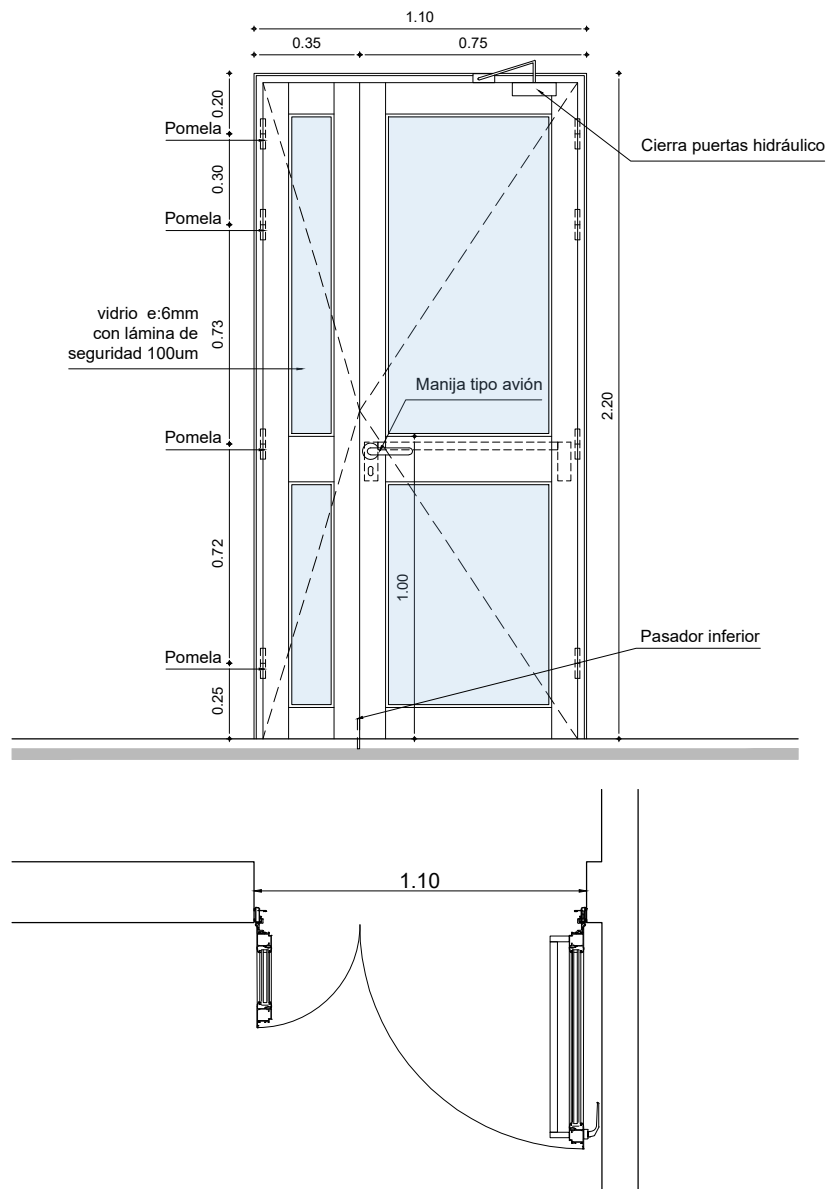 1.10
0.35
0.75
0.20
Pomela
Cierra puertas hidráulico
0.30
Pomela
vidrio e:6mm
con lámina de
seguridad 100um
0.73
Manija tipo avión
2.20
Pomela
0.72
1.00
Pasador inferior
Pomela
0.25
1.10